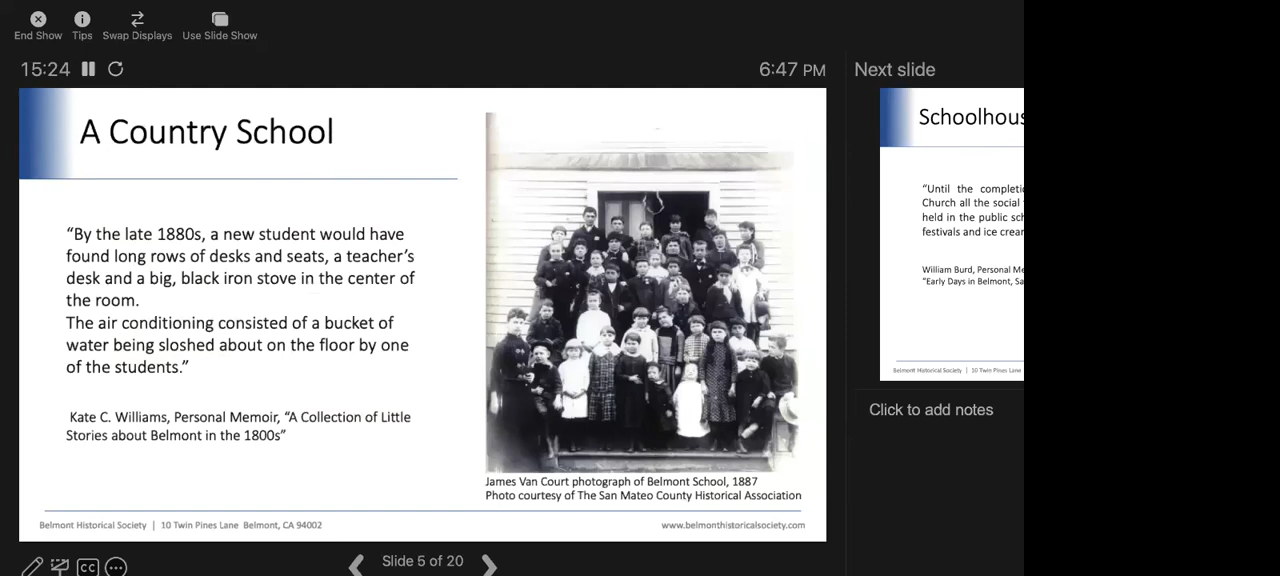 End Show
Tips
Swap Displays
Use Slide Show
15:24
6:47 PM
Next slide
A Country School
“By the late 1880s, a new student would have
found long rows of desks and seats, a teacher’s
desk and a big, black iron stove in the center of
the room.
The air conditioning consisted of a bucket of
water being sloshed about on the floor by one
of the students.”
Kate C. Williams, Personal Memoir, “A Collection of Little
Stories about Belmont in the 1800s”
James Van Court photograph of Belmont School, 1887
Photo courtesy of The San Mateo County Historical Association
Belmont Historical Society | 10 Twin Pines Lane Belmont, CA 94002
www.belmonthistoricalsociety.com
Slide 5 of 20
CC
“Until the
Church all the social
held in the public
festivals and ice
William Burd, Personal
“Early Days in Belmont,
Belmont Historical Society | 10 Twin Pines Lane
Click to add notes